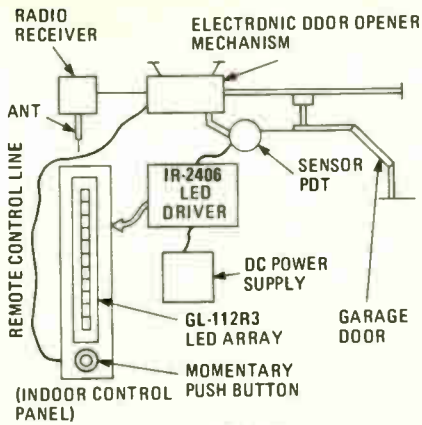 RADIO
RECEIVER
ELECTRDNIC DDOR OPENER
MECHANISM
ANT
REMOTE CONTROL LINE
IR-2406
LED
DRIVER
SENSOR
PDT
DC POWER
SUPPLY
GL-112R3
LED ARRAY
GARAGE
DOOR
MOMENTARY
PUSH BUTTON
(INDOOR CONTROL
PANEL)